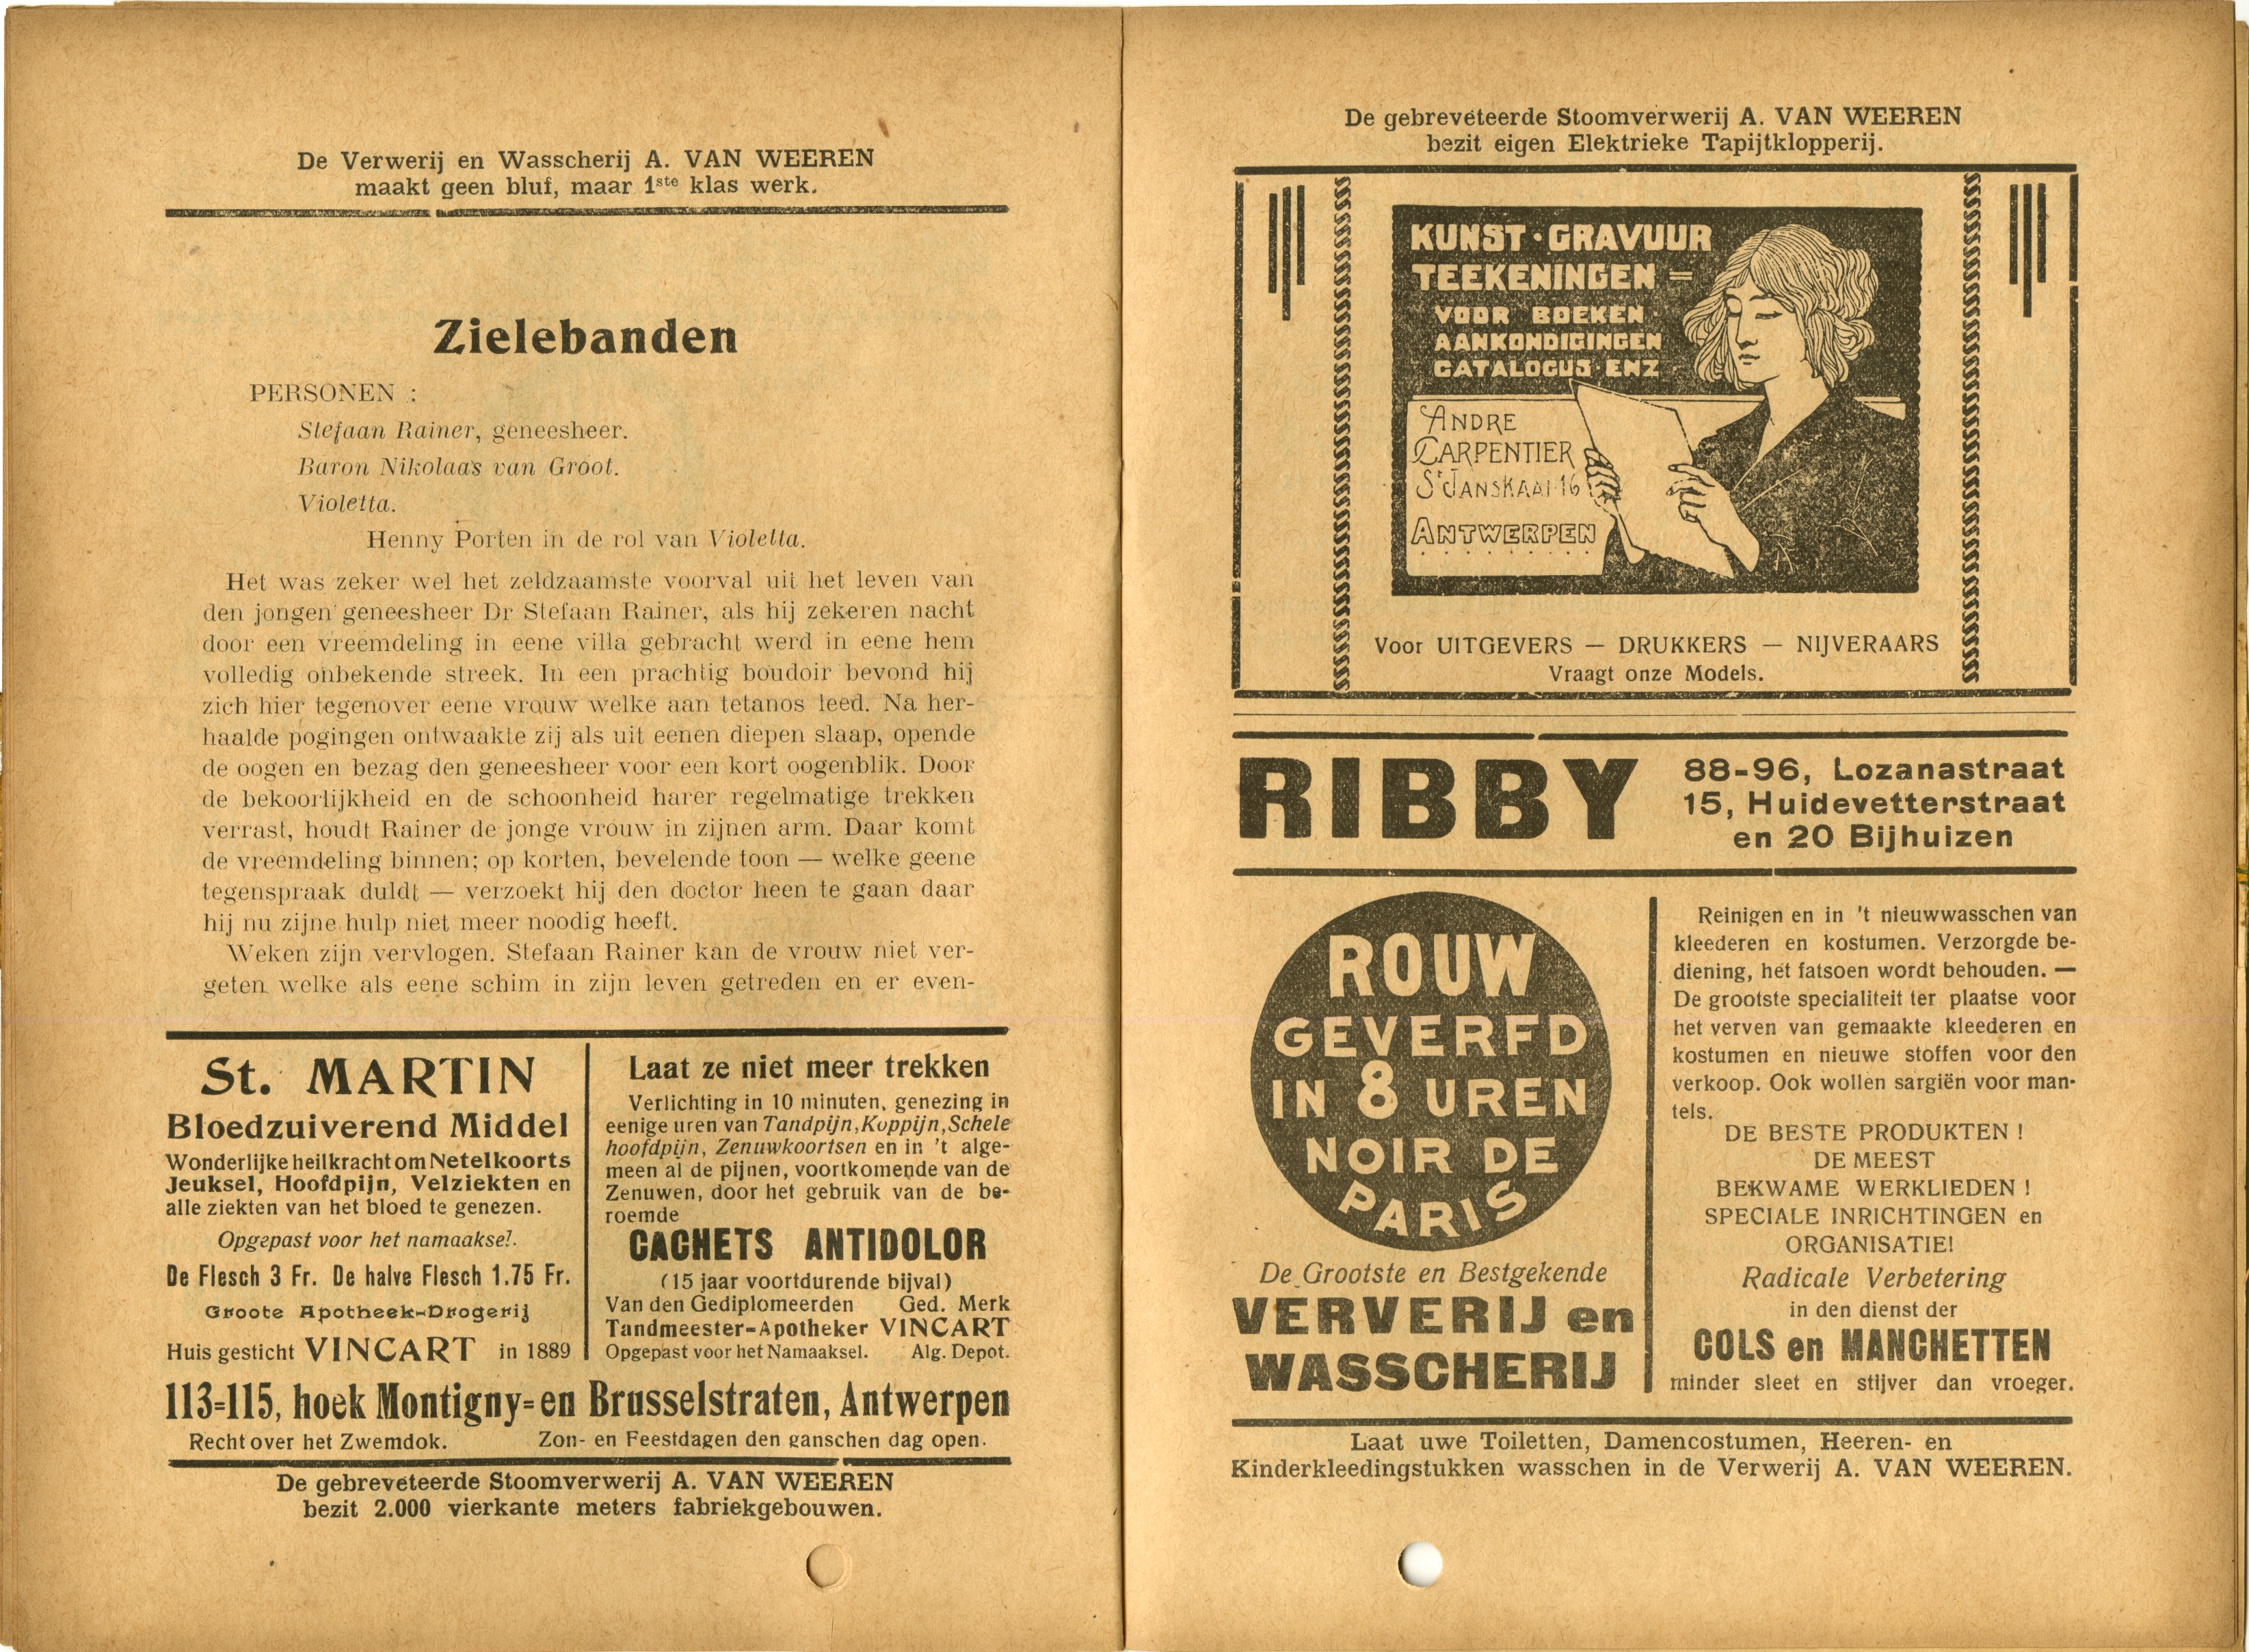 De Verwerij en Wasscherij A. VAN WEEREN
maakt geen bluf, maar 1ste klas werk.
Zielebanden
PERSONEN :
Stefaan Rainer, geneesheer.
Baron Nikolaas van Groot.
Violetta.
Henny Porten in de rol van Violetta.
Het was zeker wel het zeldzaamste voorval uit het leven van
den jongen geneesheer Dr Stefaan Rainer, als hij zekeren nacht
door een vreemdeling in eene villa gebracht werd in eene hem
volledig onbekende streek. In een prachtig boudoir bevond hij
zich hier tegenover eene vrouw welke aan tetanos leed. Na her-
haalde pogingen ontwaakte zij als uit eenen diepen slaap, opende
de oogen en bezag den geneesheer voor een kort oogenblik. Door
de bekoorlijkheid en de schoonheid harer regelmatige trekken
verrast, houdt Rainer de jonge vrouw in zijnen arm. Daar komt
de vreemdeling binnen; op korten, bevelende toon — welke geene
tegenspraak duldt — verzoekt hij den doctor heen te gaan daar
hij nu zijne hulp niet meer noodig heeft.
Weken zijn vervlogen. Stefaan Rainer kan de vrouw niet ver-
geten welke als eene schim in zijn leven getreden en er even-
St. MARTIN
Bloedzuiverend Middel
Wonderlijke heilkracht om Netelkoorts
Jeuksel, Hoofdpijn, Velziekten en
alle ziekten van het bloed te genezen.
Opgepast voor het namaaksel.
De Flesch 3 Fr. De halve Flesch 1.75 Fr.
Groote Apotheek-Drogerij
Huis gesticht VINCART in 1889
Laat ze niet meer trekken
Verlichting in 10 minuten, genezing in
eenige uren van Tandpijn, Koppijn, Schele
hoofdpijn, Zenuwkoortsen en in 't alge-
meen al de pijnen, voortkomende van de
Zenuwen, door het gebruik van de be-
roemde
CACHETS ANTIDOLOR
(15 jaar voortdurende bijval)
Van den Gediplomeerden Ged. Merk
Tandmeester-Apotheker VINCART
Opgepast voor het Namaaksel. Alg. Depot.
113=115, hoek Montigny= en Brusselstraten, Antwerpen
Recht over het Zwemdok. Zon- en Feestdagen den ganschen dag open.
De gebreveteerde Stoomverwerij A. VAN WEEREN
bezit 2.000 vierkante meters fabriekgebouwen.
De gebreveteerde Stoomverwerij A. VAN WEEREN
bezit eigen Elektrieke Tapijtklopperij.
KUNST · GRAVUUR
TEEKENINGEN =
VOOR BOEKEN
AANKONDIGINGEN
CATALOGUS ENZ
ANDRE
CARPENTIER
St JANSKAAI 16
ANTWERPEN
Voor UITGEVERS — DRUKKERS — NIJVERAARS
Vraagt onze Models.
RIBBY
88-96, Lozanastraat
15, Huidevetterstraat
en 20 Bijhuizen
ROUW
GEVERFD
IN 8 UREN
NOIR DE
PARIS
De Grootste en Bestgekende
VERVERIJ en
WASSCHERIJ
Reinigen en in 't nieuwwasschen van
kleederen en kostumen. Verzorgde be-
diening, het fatsoen wordt behouden. —
De grootste specialiteit ter plaatse voor
het verven van gemaakte kleederen en
kostumen en nieuwe stoffen voor den
verkoop. Ook wollen sargiën voor man-
tels.
DE BESTE PRODUKTEN !
DE MEEST
BEKWAME WERKLIEDEN !
SPECIALE INRICHTINGEN en
ORGANISATIE!
Radicale Verbetering
in den dienst der
COLS en MANCHETTEN
minder sleet en stijver dan vroeger.
Laat uwe Toiletten, Damencostumen, Heeren- en
Kinderkleedingstukken wasschen in de Verwerij A. VAN WEEREN.